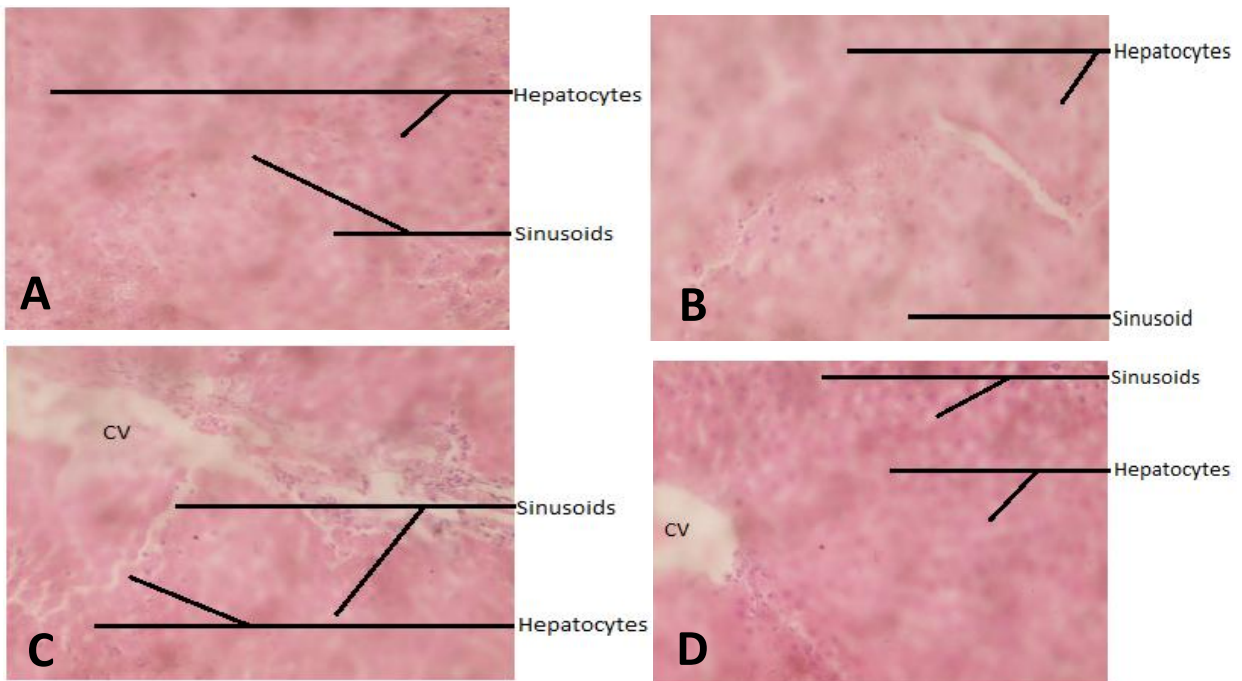 Hepatocytes
Sinusoids
A
Hepatocytes
Sinusoid
B
CV
Sinusoids
Hepatocytes
C
Sinusoids
Hepatocytes
CV
D